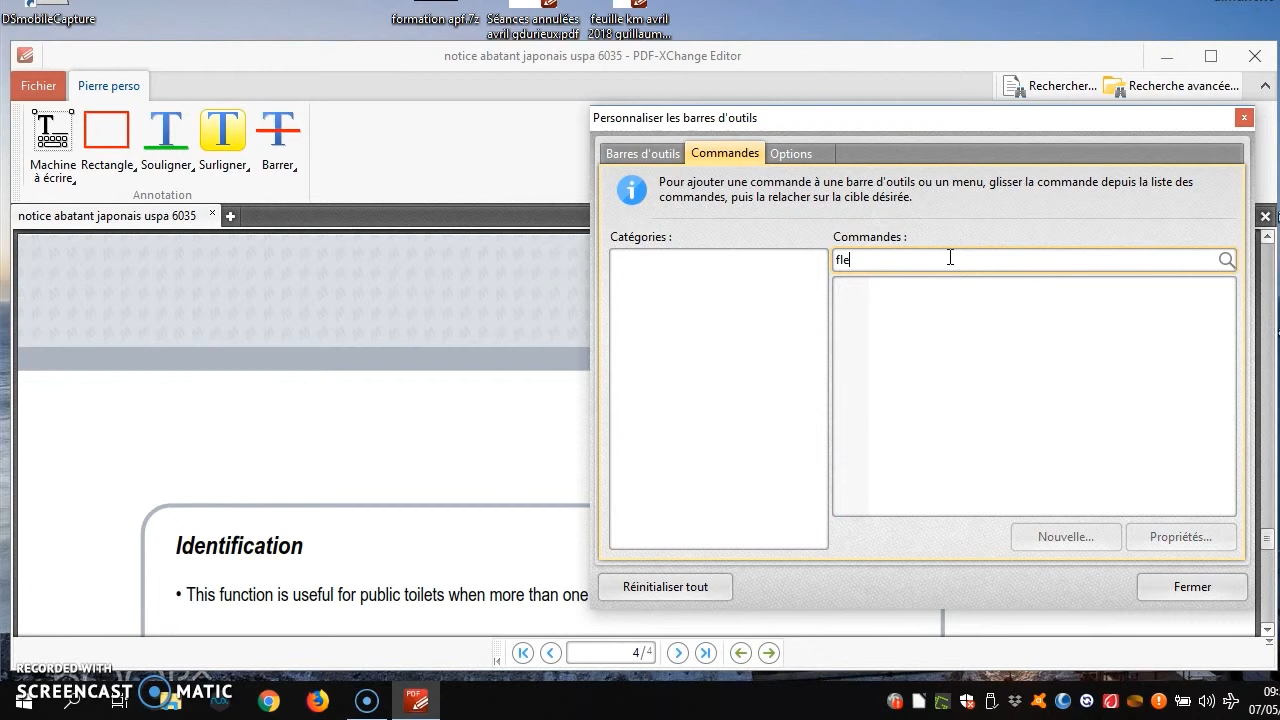 DSmobileCapture
formation apf.7z
Séances annulées
avril gdurieux.pdf
feuille km avril
2018 guillaum...
notice abatant japonais uspa 6035 - PDF-XChange Editor
Fichier
Pierre perso
Rechercher...
Recherche avancée...
Machine
à écrire
Rectangle
Souligner
Surligner
Barrer
Annotation
notice abatant japonais uspa 6035
Personnaliser les barres d'outils
Barres d'outils
Commandes
Options
Pour ajouter une commande à une barre d'outils ou un menu, glisser la commande depuis la liste des
commandes, puis la relacher sur la cible désirée.
Catégories :
Commandes :
fle
Nouvelle...
Propriétés...
Réinitialiser tout
Fermer
Identification
• This function is useful for public toilets when more than one
4/4
RECORDED WITH
SCREENCAST MATIC
PDF
09:
07/05/